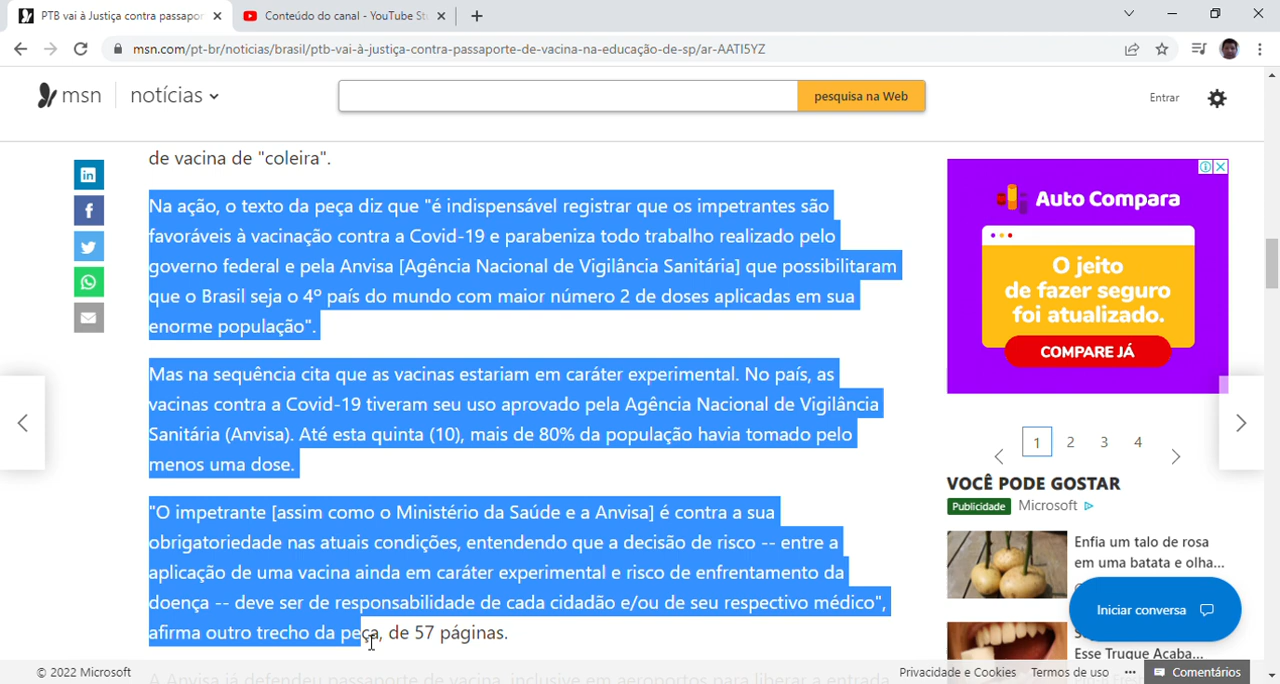 PTB vai à Justiça contra passapor
Conteúdo do canal - YouTube St
msn.com/pt-br/noticias/brasil/ptb-vai-à-justiça-contra-passaporte-de-vacina-na-educação-de-sp/ar-AATI5YZ
msn
notícias
pesquisa na Web
Entrar
de vacina de "coleira".
Na ação, o texto da peça diz que "é indispensável registrar que os impetrantes são
favoráveis à vacinação contra a Covid-19 e parabeniza todo trabalho realizado pelo
governo federal e pela Anvisa [Agência Nacional de Vigilância Sanitária] que possibilitaram
que o Brasil seja o 4º país do mundo com maior número 2 de doses aplicadas em sua
enorme população".
Mas na sequência cita que as vacinas estariam em caráter experimental. No país, as
vacinas contra a Covid-19 tiveram seu uso aprovado pela Agência Nacional de Vigilância
Sanitária (Anvisa). Até esta quinta (10), mais de 80% da população havia tomado pelo
menos uma dose.
"O impetrante [assim como o Ministério da Saúde e a Anvisa] é contra a sua
obrigatoriedade nas atuais condições, entendendo que a decisão de risco -- entre a
aplicação de uma vacina ainda em caráter experimental e risco de enfrentamento da
doença -- deve ser de responsabilidade de cada cidadão e/ou de seu respectivo médico",
afirma outro trecho da peça, de 57 páginas.
A Anvisa já defendeu passaporte de vacina, inclusive em aeroportos para liberar a entrada
Auto Compara
O jeito
de fazer seguro
foi atualizado.
COMPARE JÁ
1 2 3 4
VOCÊ PODE GOSTAR
Publicidade Microsoft
Enfia um talo de rosa
em uma batata e olha...
Iniciar conversa
Esse Truque Acaba...
© 2022 Microsoft
Privacidade e Cookies
Termos de uso
Comentários